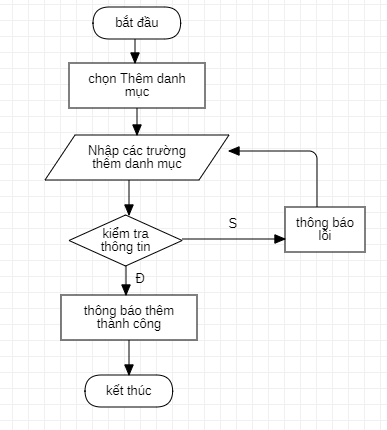 bắt đầu
chọn Thêm danh
mục
Nhập các trường
thêm danh mục
kiểm tra
thông tin
S
thông báo
lỗi
Đ
thông báo thêm
thành công
kết thúc